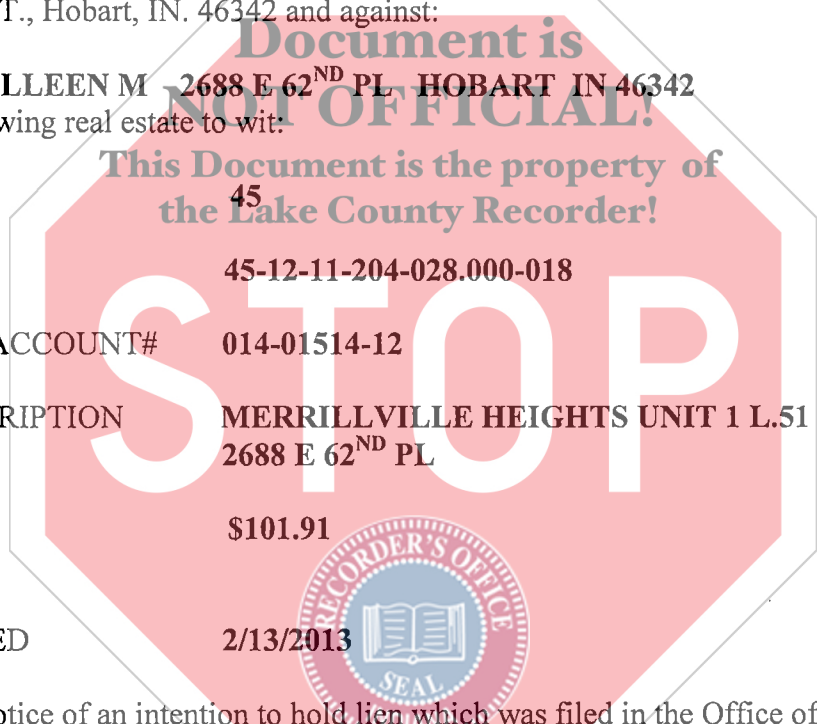 T., Hobart, IN. 46342 and against:
Document is
LLEEN M 2688 E 62ND PL HOBART IN 46342
NOT OFFICIAL!
wing real estate to wit:
This Document is the property of
45
the Lake County Recorder!
45-12-11-204-028.000-018
STOP
ACCOUNT# 014-01514-12
RIPTION MERRILLVILLE HEIGHTS UNIT 1 L.51
2688 E 62ND PL
$101.91
RECORDER'S OFFICE
ED 2/13/2013
SEAL
otice of an intention to hold lien which was filed in the Office of